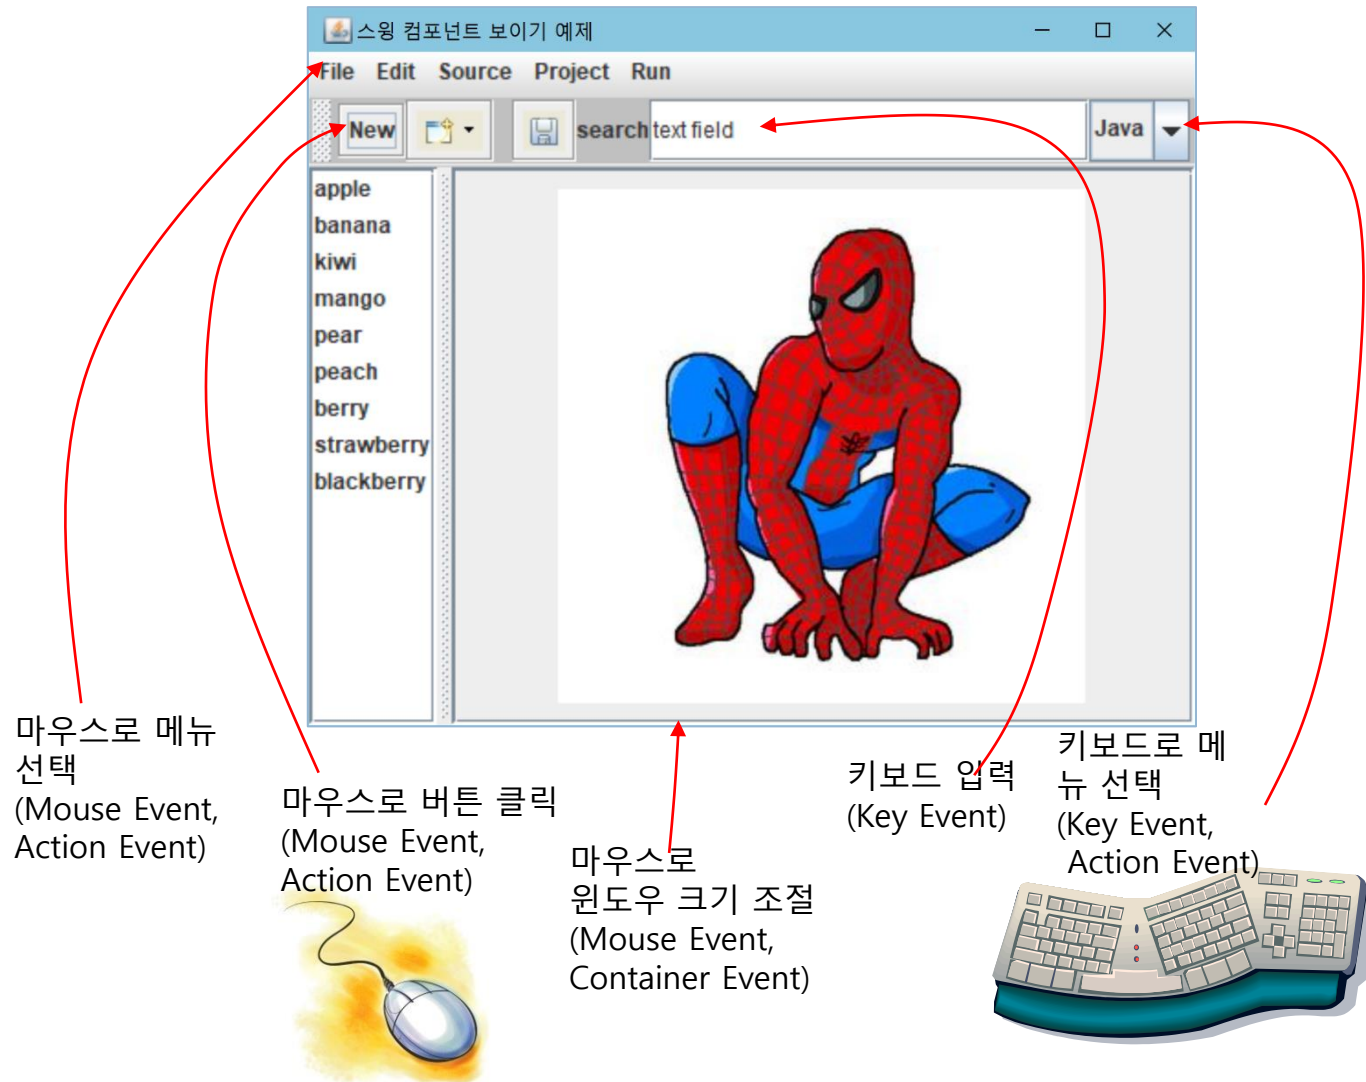 스윙 컴포넌트 보이기 예제
File Edit Source Project Run
New search text field Java
apple
banana
kiwi
mango
pear
peach
berry
strawberry
blackberry
마우스로 메뉴
선택
(Mouse Event,
Action Event)
마우스로 버튼 클릭
(Mouse Event,
Action Event)
마우스로
윈도우 크기 조절
(Mouse Event,
Container Event)
키보드 입력
(Key Event)
키보드로 메
뉴 선택
(Key Event,
Action Event)